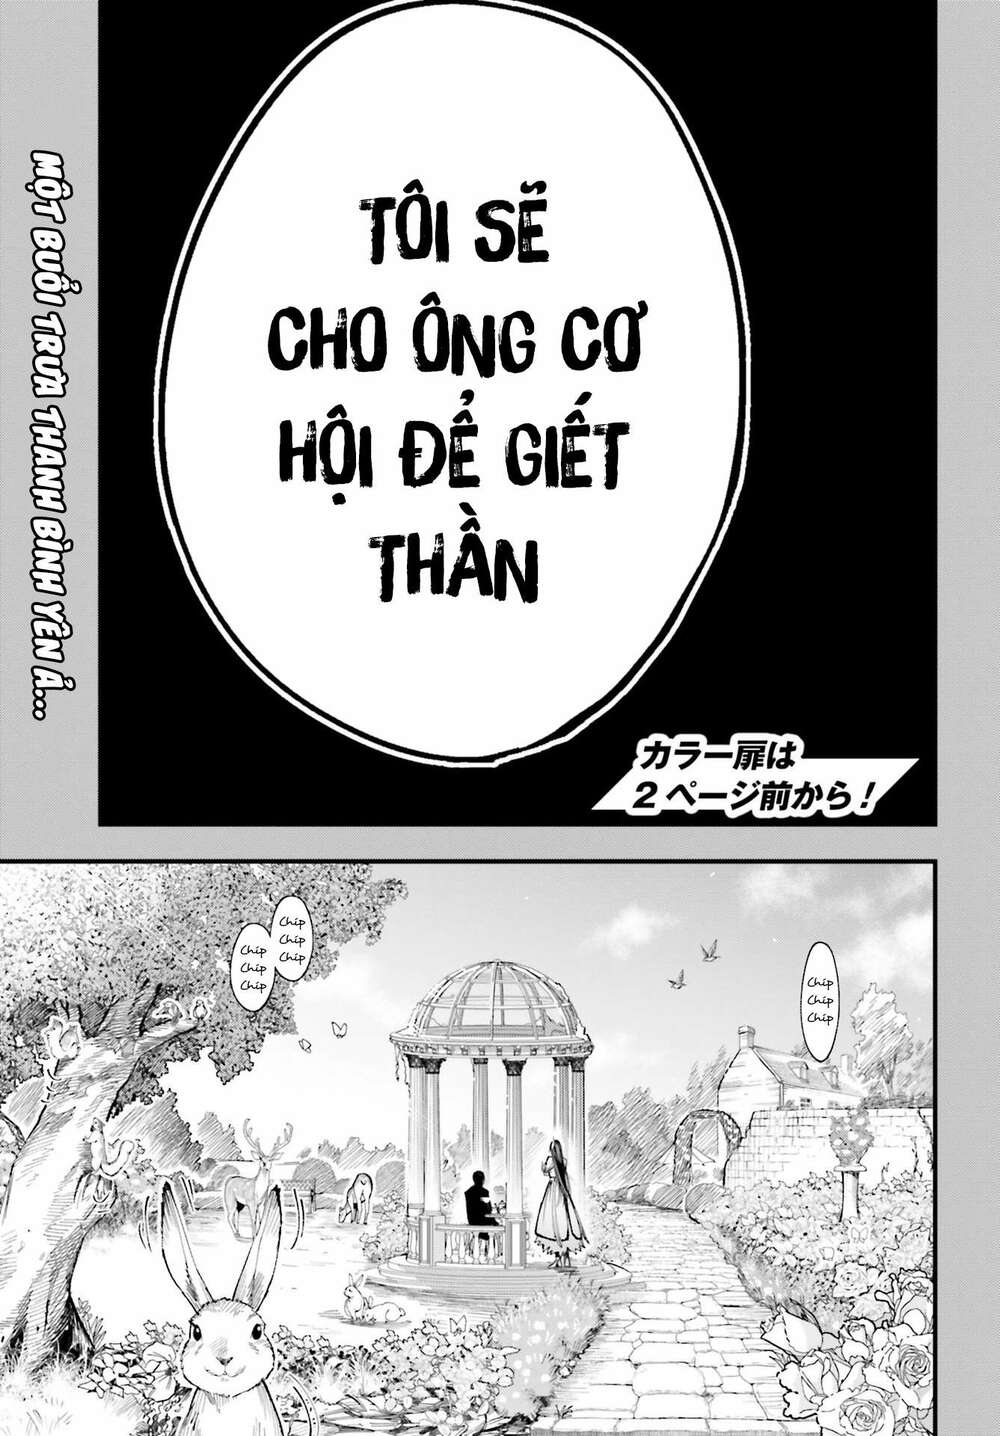 TÔI SẼ
CHO ÔNG CƠ
HỘI ĐỂ GIẾT
THẦN
MỘT BUỔI TRƯA THANH BÌNH YÊN Ả...
カラー扉は
2ページ前から!
Chip
Chip
Chip
Chip
Chip
Chip
Chip
Chip
Chip